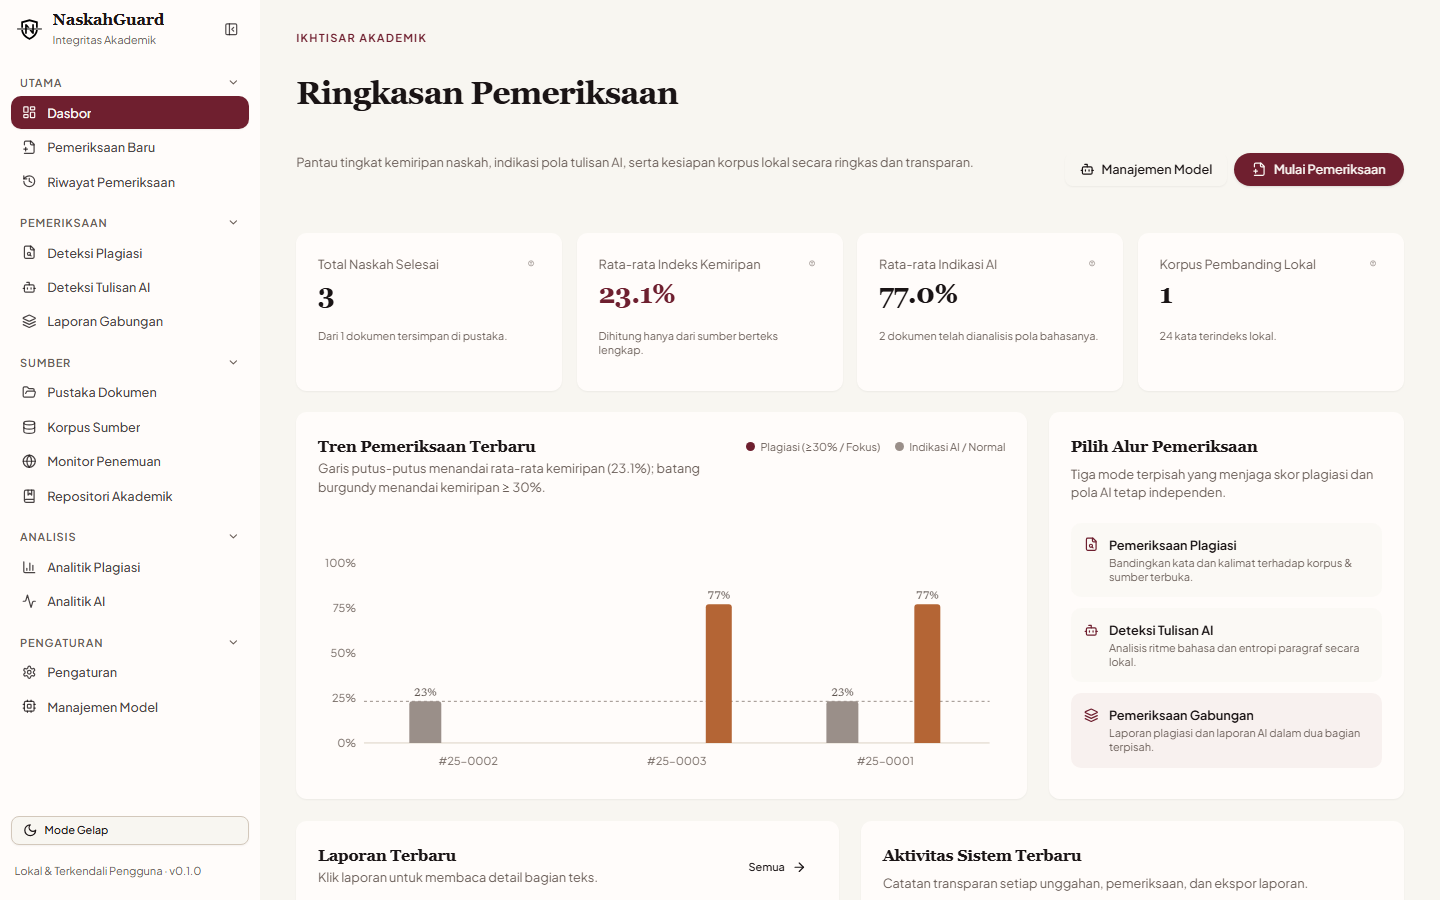 NaskahGuard
Integritas Akademik
UTAMA
Dasbor
Pemeriksaan Baru
Riwayat Pemeriksaan
PEMERIKSAAN
Deteksi Plagiasi
Deteksi Tulisan AI
Laporan Gabungan
SUMBER
Pustaka Dokumen
Korpus Sumber
Monitor Penemuan
Repositori Akademik
ANALISIS
Analitik Plagiasi
Analitik AI
PENGATURAN
Pengaturan
Manajemen Model
Mode Gelap
Lokal & Terkendali Pengguna · v0.1.0
IKHTISAR AKADEMIK
Ringkasan Pemeriksaan
Pantau tingkat kemiripan naskah, indikasi pola tulisan AI, serta kesiapan korpus lokal secara ringkas dan transparan.
Manajemen Model
Mulai Pemeriksaan
Total Naskah Selesai
3
Dari 1 dokumen tersimpan di pustaka.
Rata-rata Indeks Kemiripan
23.1%
Dihitung hanya dari sumber berteks
lengkap.
Rata-rata Indikasi AI
77.0%
2 dokumen telah dianalisis pola bahasanya.
Korpus Pembanding Lokal
1
24 kata terindeks lokal.
Tren Pemeriksaan Terbaru
Garis putus-putus menandai rata-rata kemiripan (23.1%); batang
burgundy menandai kemiripan ≥ 30%.
Plagiasi (≥30% / Fokus)
Indikasi AI / Normal
100%
75%
50%
25%
0%
23%
77%
23%
77%
#25-0002
#25-0003
#25-0001
Pilih Alur Pemeriksaan
Tiga mode terpisah yang menjaga skor plagiasi dan
pola AI tetap independen.
Pemeriksaan Plagiasi
Bandingkan kata dan kalimat terhadap korpus &
sumber terbuka.
Deteksi Tulisan AI
Analisis ritme bahasa dan entropi paragraf secara
lokal.
Pemeriksaan Gabungan
Laporan plagiasi dan laporan AI dalam dua bagian
terpisah.
Laporan Terbaru
Klik laporan untuk membaca detail bagian teks.
Semua
Aktivitas Sistem Terbaru
Catatan transparan setiap unggahan, pemeriksaan, dan ekspor laporan.